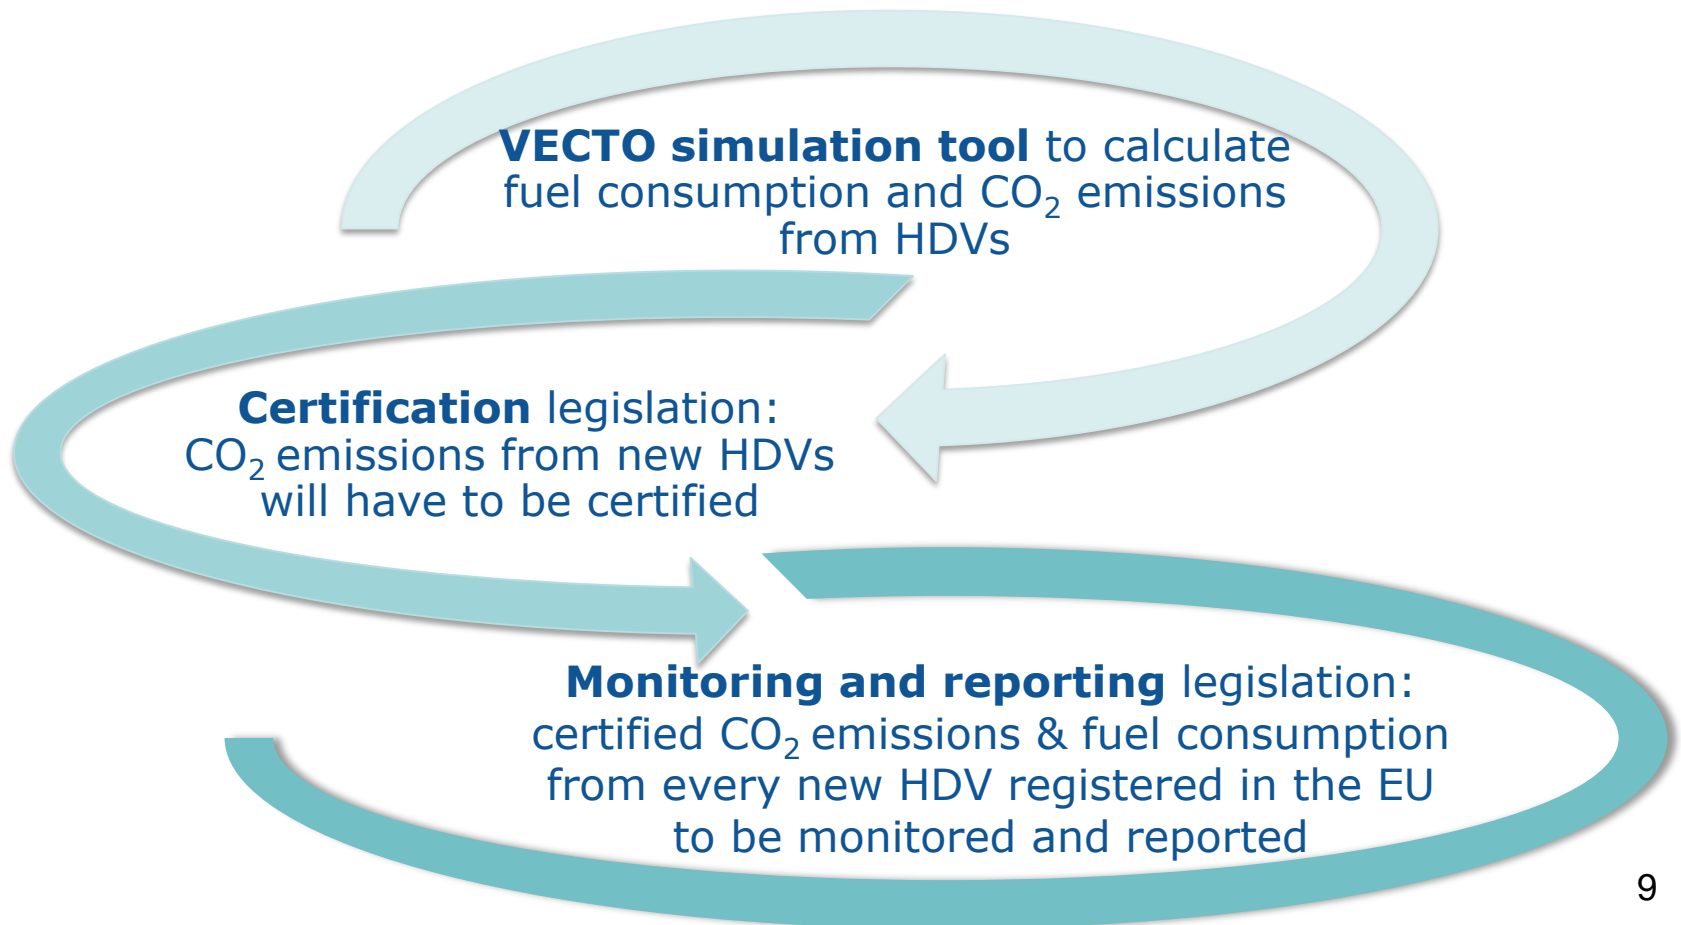 VECTO simulation tool to calculate
fuel consumption and CO₂ emissions
from HDVs
Certification legislation:
CO₂ emissions from new HDVs
will have to be certified
Monitoring and reporting legislation:
certified CO₂ emissions & fuel consumption
from every new HDV registered in the EU
to be monitored and reported
9